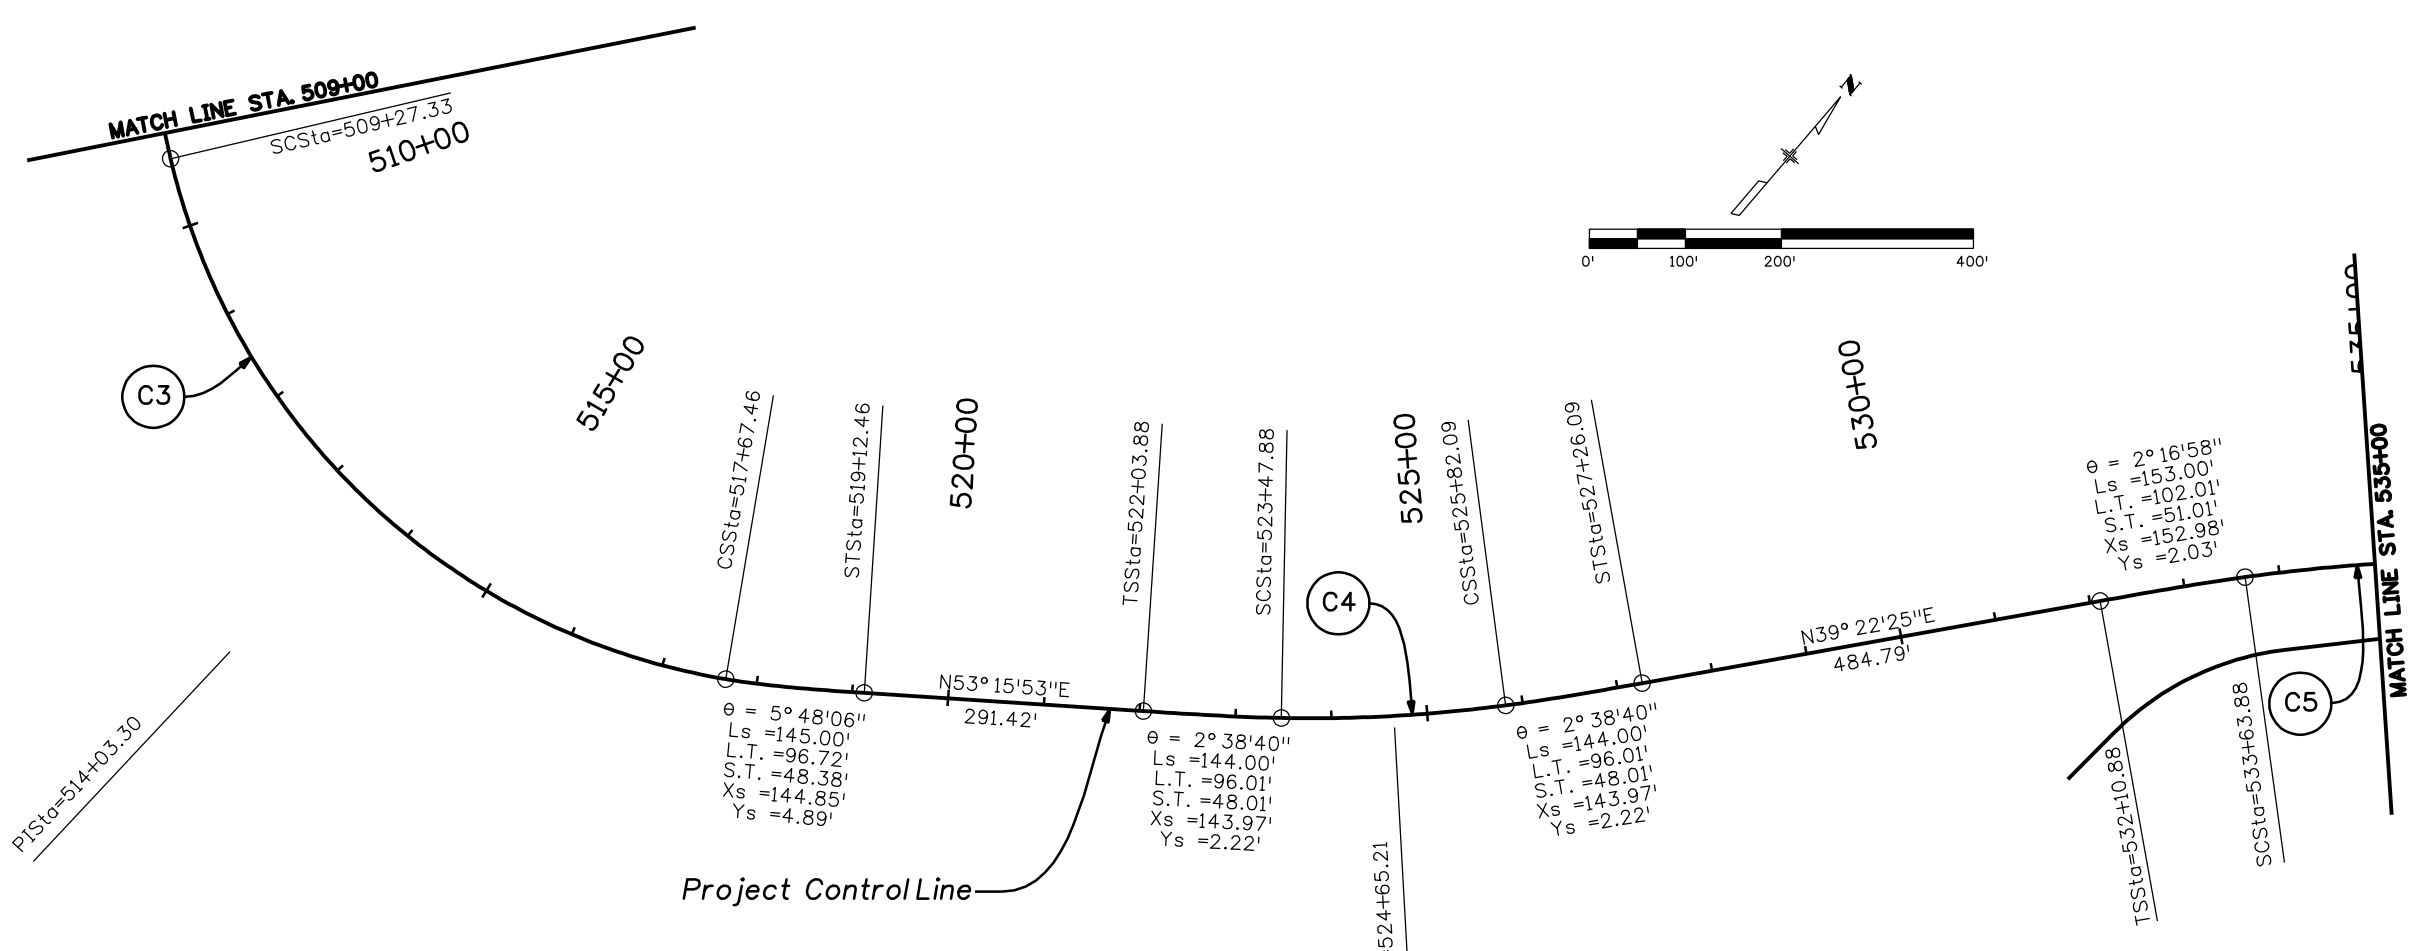 MATCH LINE STA. 509+00
SCSta=509+27.33
510+00
N
0'
100'
200'
400'
C3
515+00
CSSta=517+67.46
STSta=519+12.46
520+00
TSSta=522+03.88
SCSta=523+47.88
525+00
CSSta=525+82.09
STSta=527+26.09
530+00
535+00
MATCH LINE STA. 535+00
θ = 2°16'58"
Ls =153.00'
L.T. =102.01'
S.T. =51.01'
Xs =152.98'
Ys =2.03'
C4
N39°22'25"E
484.79'
N53°15'53"E
291.42'
PISta=514+03.30
θ = 5°48'06"
Ls =145.00'
L.T. =96.72'
S.T. =48.38'
Xs =144.85'
Ys =4.89'
θ = 2°38'40"
Ls =144.00'
L.T. =96.01'
S.T. =48.01'
Xs =143.97'
Ys =2.22'
θ = 2°38'40"
Ls =144.00'
L.T. =96.01'
S.T. =48.01'
Xs =143.97'
Ys =2.22'
C5
TSSta=532+10.88
SCSta=533+63.88
Project Control Line
=524+65.21